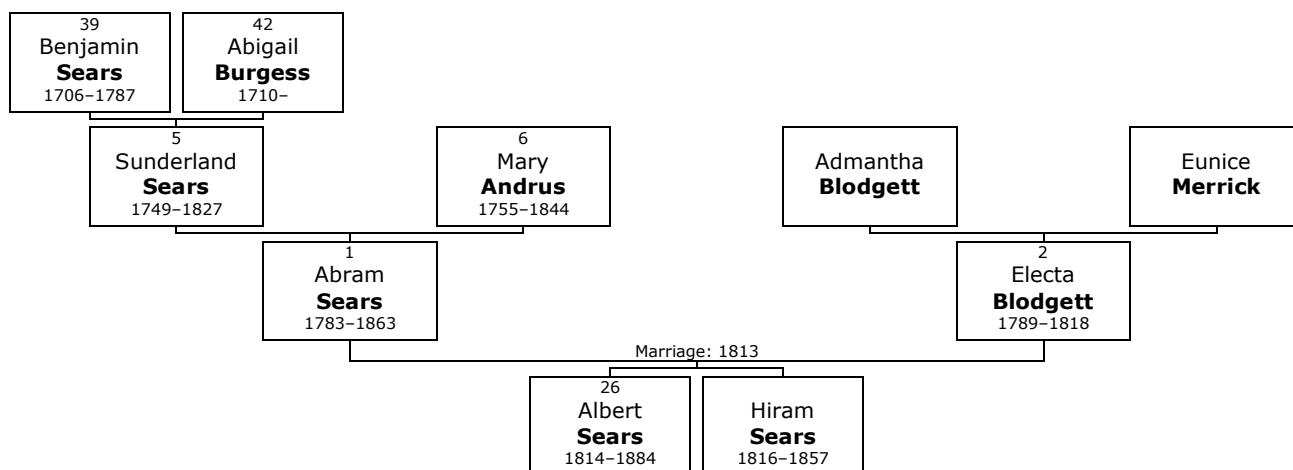 39
Benjamin
Sears
1706–1787
42
Abigail
Burgess
1710–
5
Sunderland
Sears
1749–1827
6
Mary
Andrus
1755–1844
Admantha
Blodgett
Eunice
Merrick
1
Abram
Sears
1783–1863
2
Electa
Blodgett
1789–1818
Marriage: 1813
26
Albert
Sears
1814–1884
Hiram
Sears
1816–1857